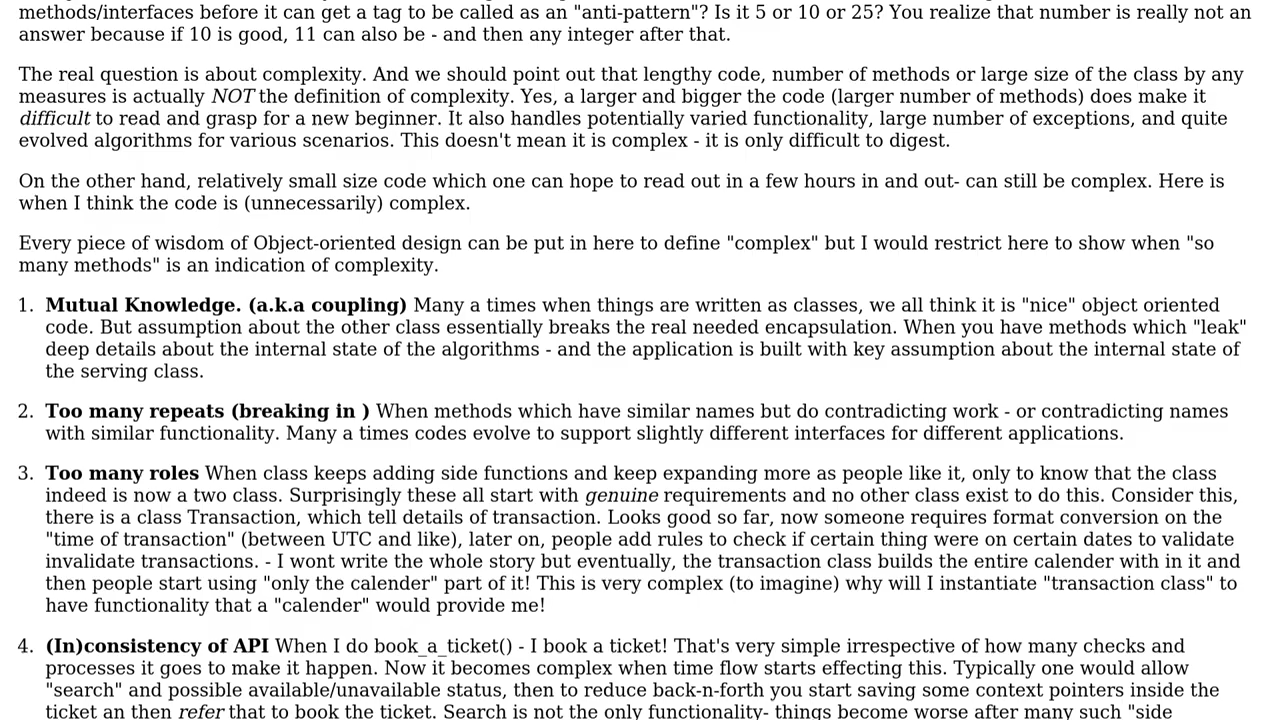 methods/interfaces before it can get a tag to be called as an "anti-pattern"? Is it 5 or 10 or 25? You realize that number is really not an
answer because if 10 is good, 11 can also be - and then any integer after that.
The real question is about complexity. And we should point out that lengthy code, number of methods or large size of the class by any
measures is actually NOT the definition of complexity. Yes, a larger and bigger the code (larger number of methods) does make it
difficult to read and grasp for a new beginner. It also handles potentially varied functionality, large number of exceptions, and quite
evolved algorithms for various scenarios. This doesn't mean it is complex - it is only difficult to digest.
On the other hand, relatively small size code which one can hope to read out in a few hours in and out- can still be complex. Here is
when I think the code is (unnecessarily) complex.
Every piece of wisdom of Object-oriented design can be put in here to define "complex" but I would restrict here to show when "so
many methods" is an indication of complexity.
1. Mutual Knowledge. (a.k.a coupling) Many a times when things are written as classes, we all think it is "nice" object oriented
code. But assumption about the other class essentially breaks the real needed encapsulation. When you have methods which "leak"
deep details about the internal state of the algorithms - and the application is built with key assumption about the internal state of
the serving class.
2. Too many repeats (breaking in ) When methods which have similar names but do contradicting work - or contradicting names
with similar functionality. Many a times codes evolve to support slightly different interfaces for different applications.
3. Too many roles When class keeps adding side functions and keep expanding more as people like it, only to know that the class
indeed is now a two class. Surprisingly these all start with genuine requirements and no other class exist to do this. Consider this,
there is a class Transaction, which tell details of transaction. Looks good so far, now someone requires format conversion on the
"time of transaction" (between UTC and like), later on, people add rules to check if certain thing were on certain dates to validate
invalidate transactions. - I wont write the whole story but eventually, the transaction class builds the entire calender with in it and
then people start using "only the calender" part of it! This is very complex (to imagine) why will I instantiate "transaction class" to
have functionality that a "calender" would provide me!
4. (In)consistency of API When I do book_a_ticket() - I book a ticket! That's very simple irrespective of how many checks and
processes it goes to make it happen. Now it becomes complex when time flow starts effecting this. Typically one would allow
"search" and possible available/unavailable status, then to reduce back-n-forth you start saving some context pointers inside the
ticket an then refer that to book the ticket. Search is not the only functionality- things become worse after many such "side